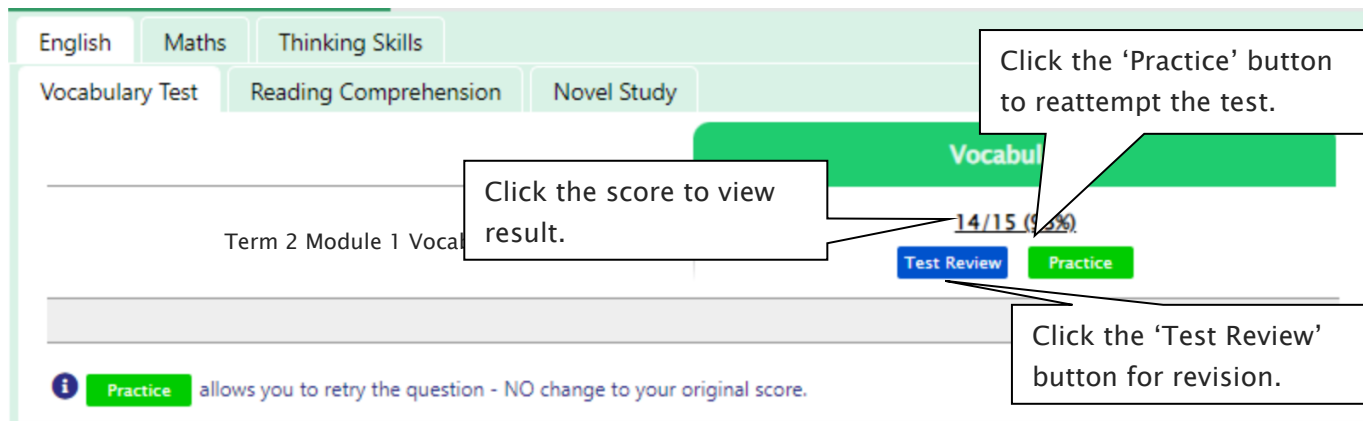 English Maths Thinking Skills
Click the ‘Practice’ button
to reattempt the test.
Vocabulary Test Reading Comprehension Novel Study
Vocabul
Click the score to view
result.
14/15 (93%)
Term 2 Module 1 Vocab
Test Review Practice
Click the ‘Test Review’
button for revision.
Practice allows you to retry the question - NO change to your original score.